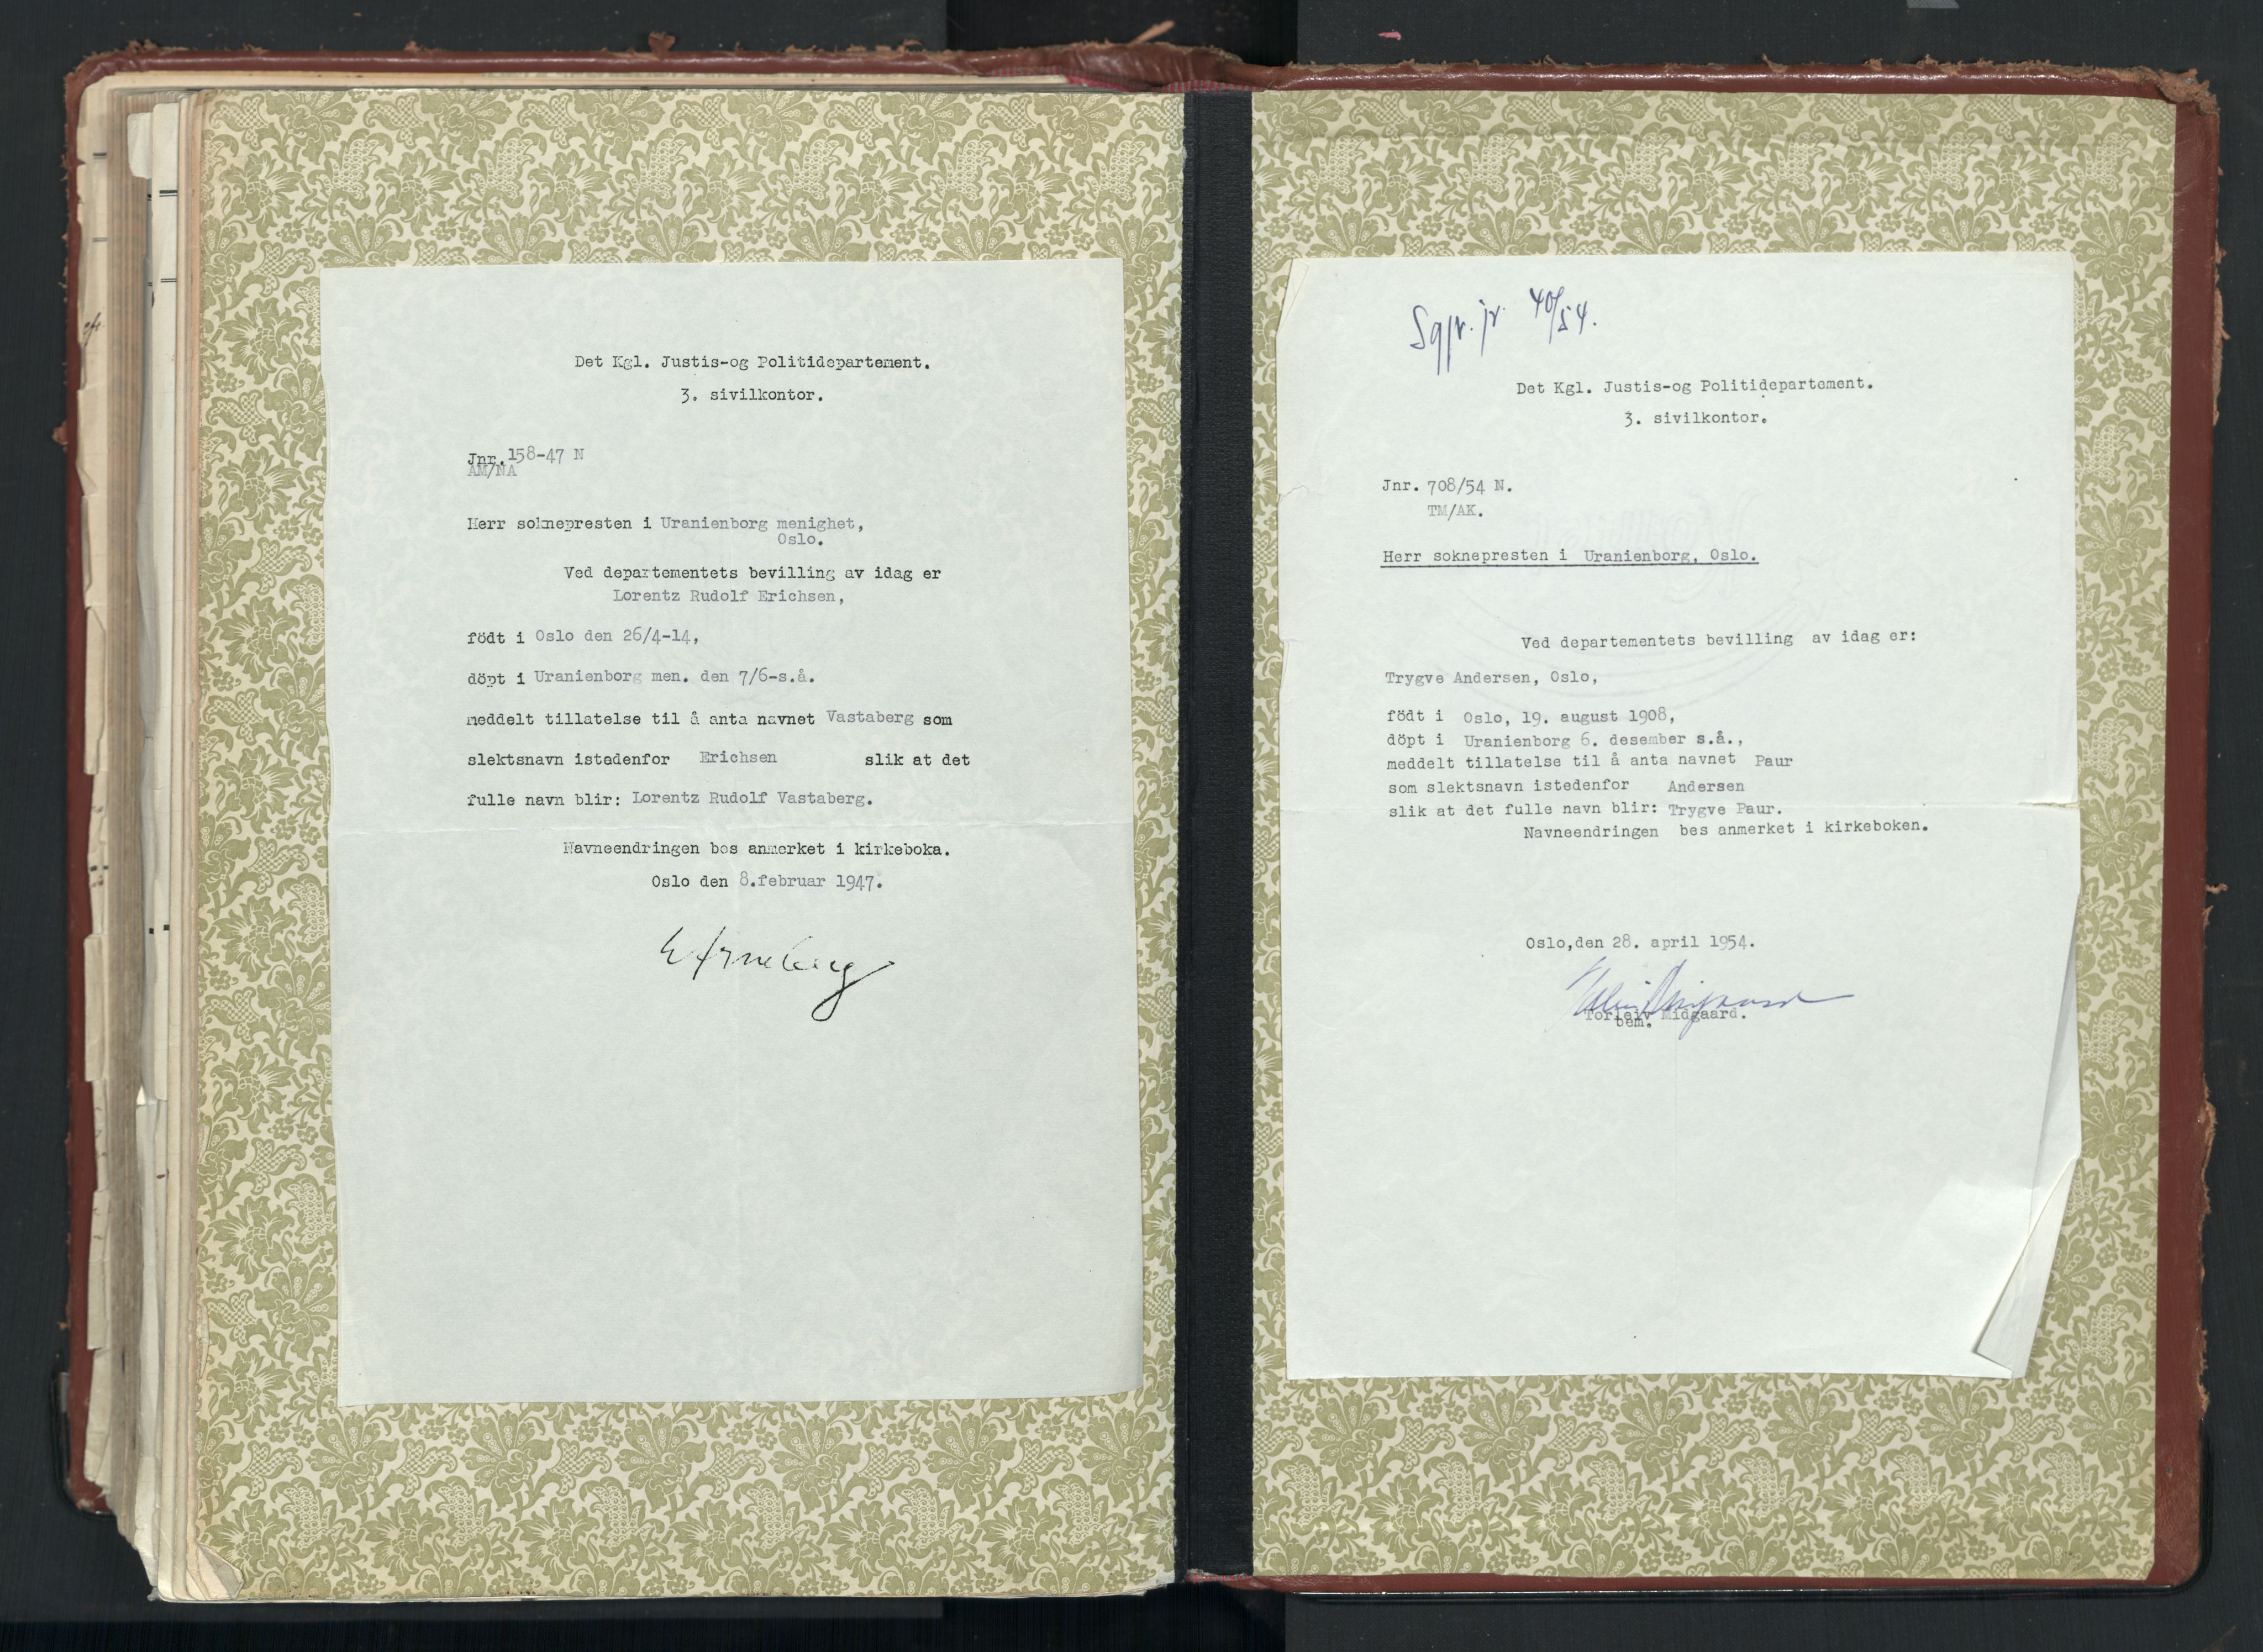 Det Kgl. Justis-og Politidepartement.
3. sivilkontor.
Jnr. 158-47 N
AM/NA
Herr soknepresten i Uranienborg menighet,
Oslo.
Ved departementets bevilling av idag er
Lorentz Rudolf Erichsen,
födt i Oslo den 26/4-14,
döpt i Uranienborg men. den 7/6-s.å.
meddelt tillatelse til å anta navnet Vastaberg som
slektsnavn istedenfor Erichsen slik at det
fulle navn blir: Lorentz Rudolf Vastaberg.
Navneendringen bes anmerket i kirkeboka.
Oslo den 8.februar 1947.
jr. 40/54.
Det Kgl. Justis-og Politidepartement.
3. sivilkontor.
Jnr. 708/54 N.
TM/AK.
Herr soknepresten i Uranienborg, Oslo.
Ved departementets bevilling av idag er:
Trygve Andersen, Oslo,
födt i Oslo, 19. august 1908,
döpt i Uranienborg 6. desember s.å.,
meddelt tillatelse til å anta navnet Paur
som slektsnavn istedenfor Andersen
slik at det fulle navn blir: Trygve Paur.
Navneendringen bes anmerket i kirkeboken.
Oslo,den 28. april 1954.
Torleiv Midgaard.
bem.